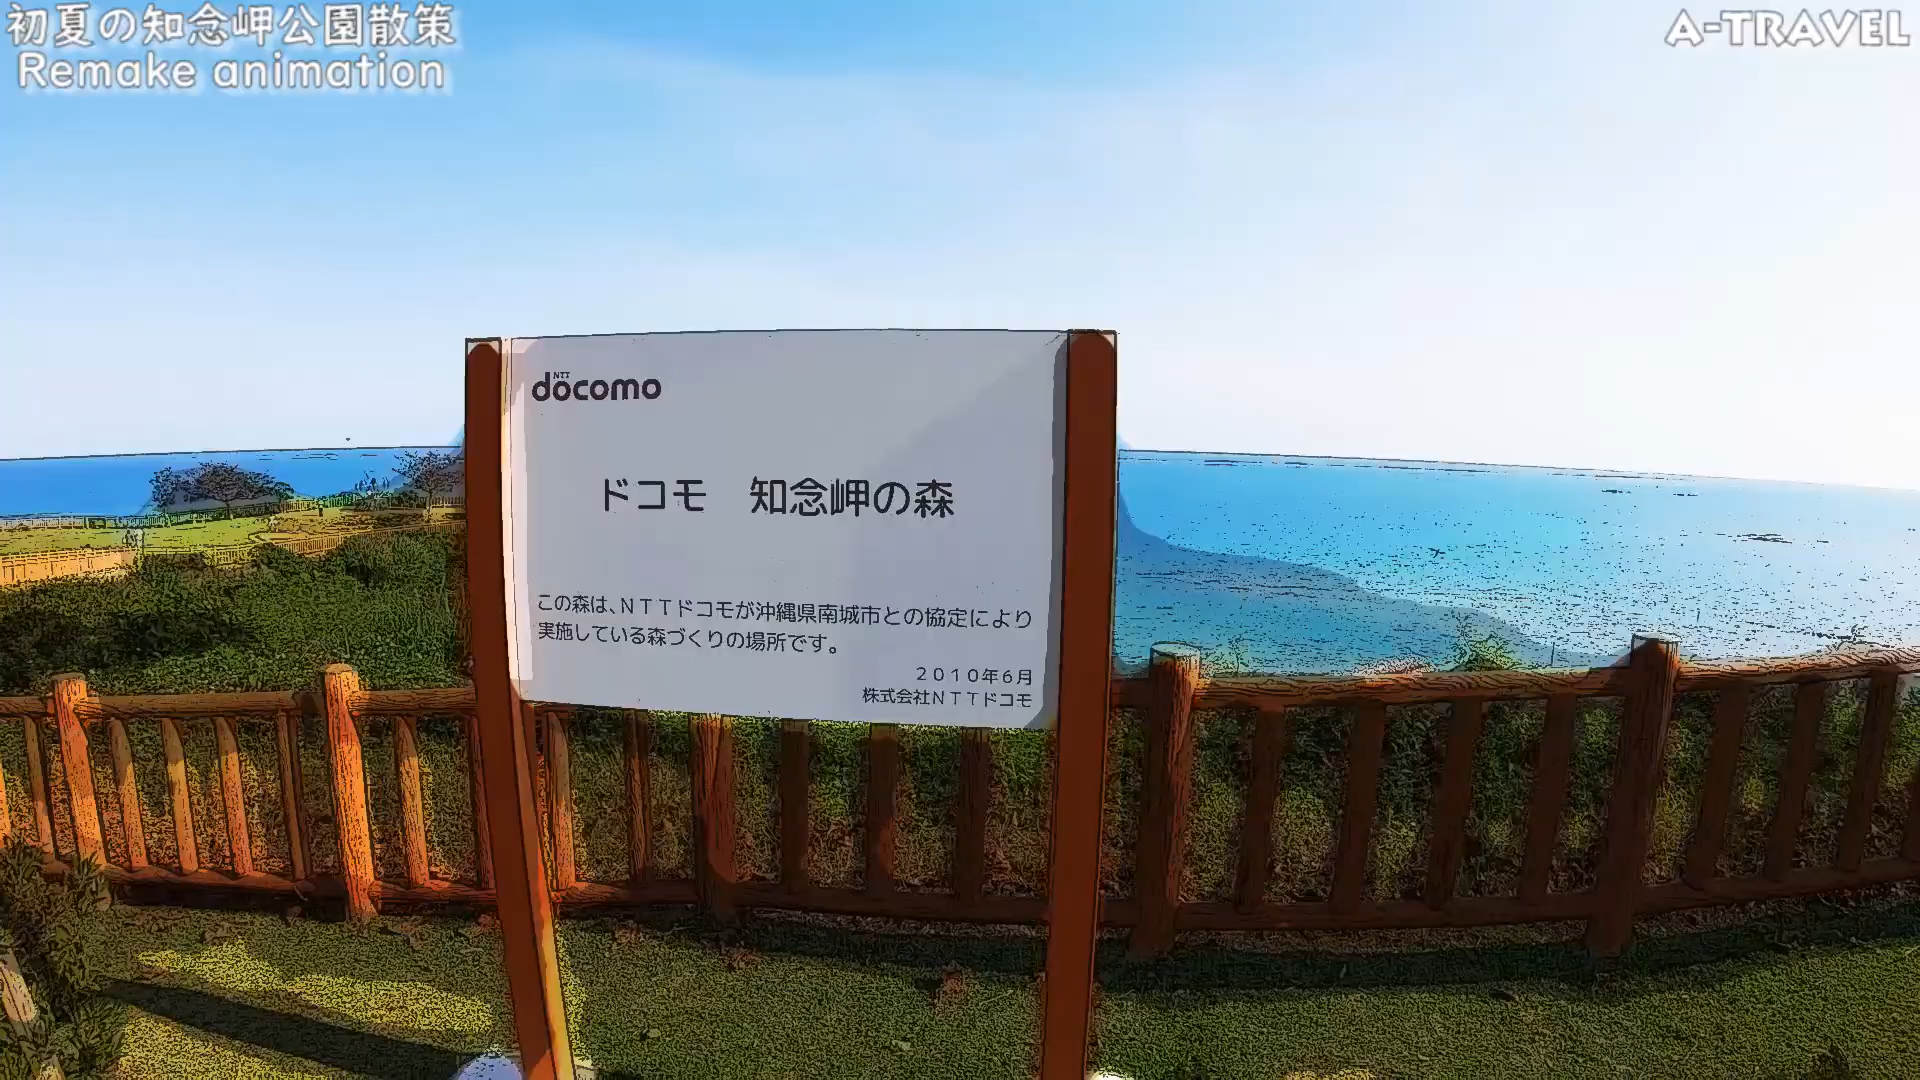 初夏の知念岬公園散策
Remake animation
A-TRAVEL
NTT
docomo
ドコモ　知念岬の森
この森は、ＮＴＴドコモが沖縄県南城市との協定により
実施している森づくりの場所です。
２０１０年６月
株式会社ＮＴＴドコモ